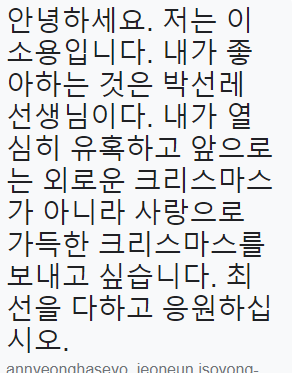 안녕하세요. 저는 이
소용입니다. 내가 좋
아하는 것은 박선레
선생님이다. 내가 열
심히 유혹하고 앞으로
는 외로운 크리스마스
가 아니라 사랑으로
가득한 크리스마스를
보내고 싶습니다. 최
선을 다하고 응원하십
시오.
annyeonghaseyo. jeoneun isoyong-